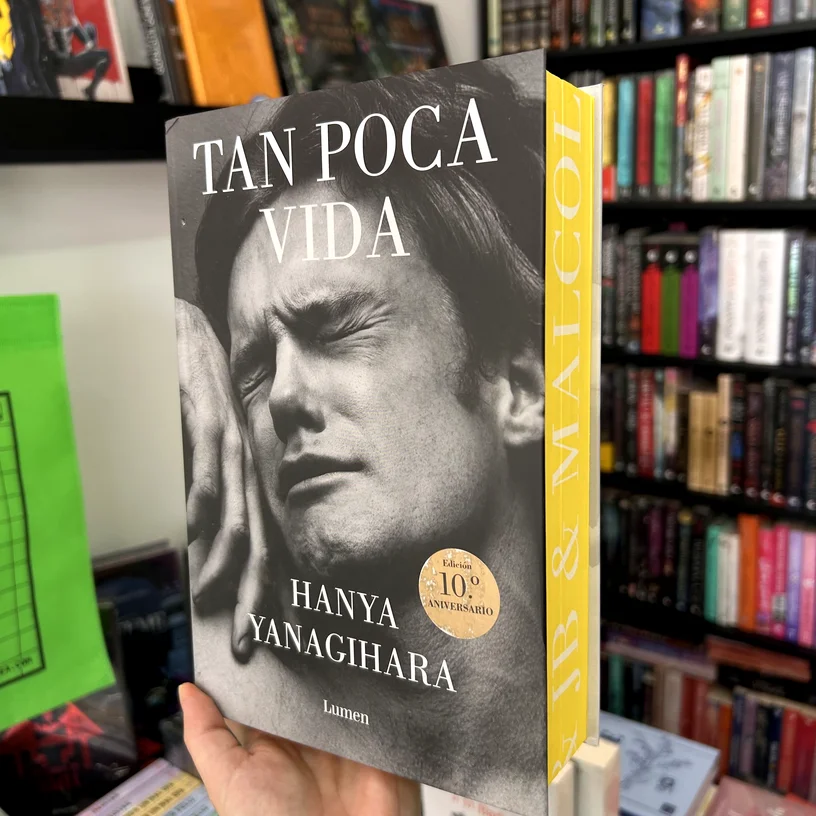 TAN POCA
VIDA
HANYA
YANAGIHARA
Lumen
Edición
10.º
ANIVERSARIO
JB & MALCOL